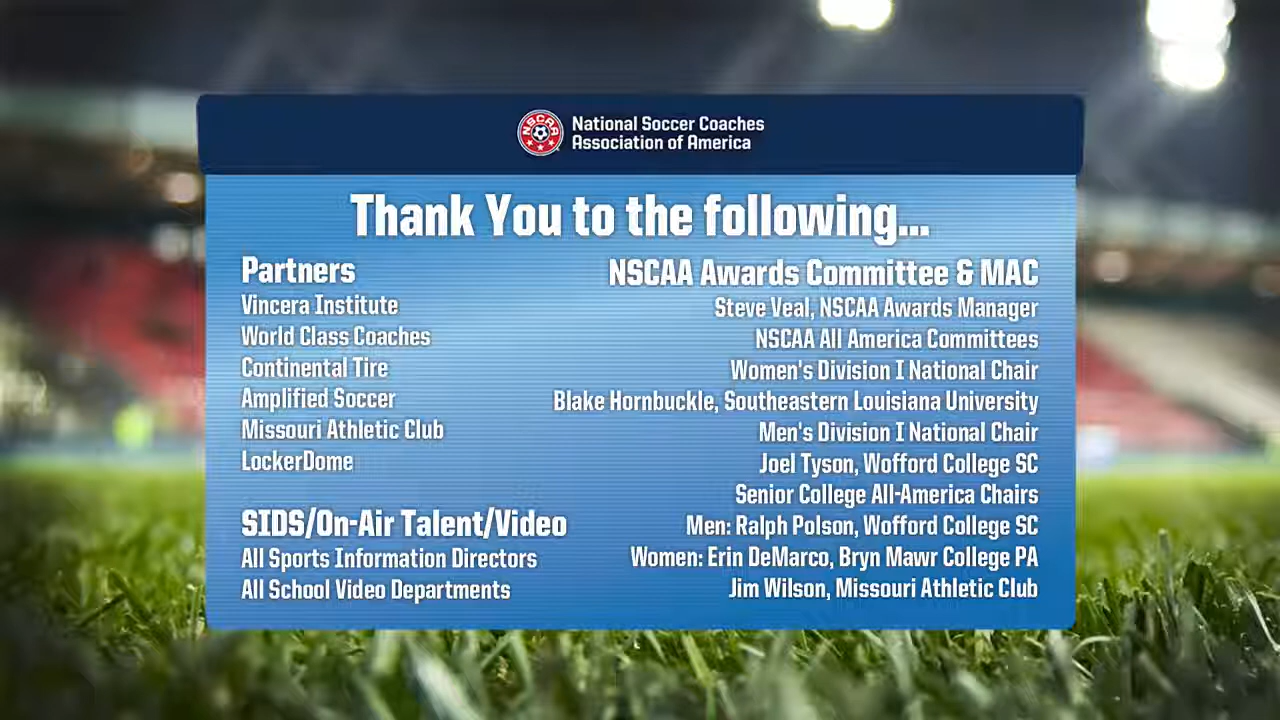 NSCAA
National Soccer Coaches
Association of America
Thank You to the following...
Partners
Vincera Institute
World Class Coaches
Continental Tire
Amplified Soccer
Missouri Athletic Club
LockerDome
SIDS/On-Air Talent/Video
All Sports Information Directors
All School Video Departments
NSCAA Awards Committee & MAC
Steve Veal, NSCAA Awards Manager
NSCAA All America Committees
Women's Division I National Chair
Blake Hornbuckle, Southeastern Louisiana University
Men's Division I National Chair
Joel Tyson, Wofford College SC
Senior College All-America Chairs
Men: Ralph Polson, Wofford College SC
Women: Erin DeMarco, Bryn Mawr College PA
Jim Wilson, Missouri Athletic Club